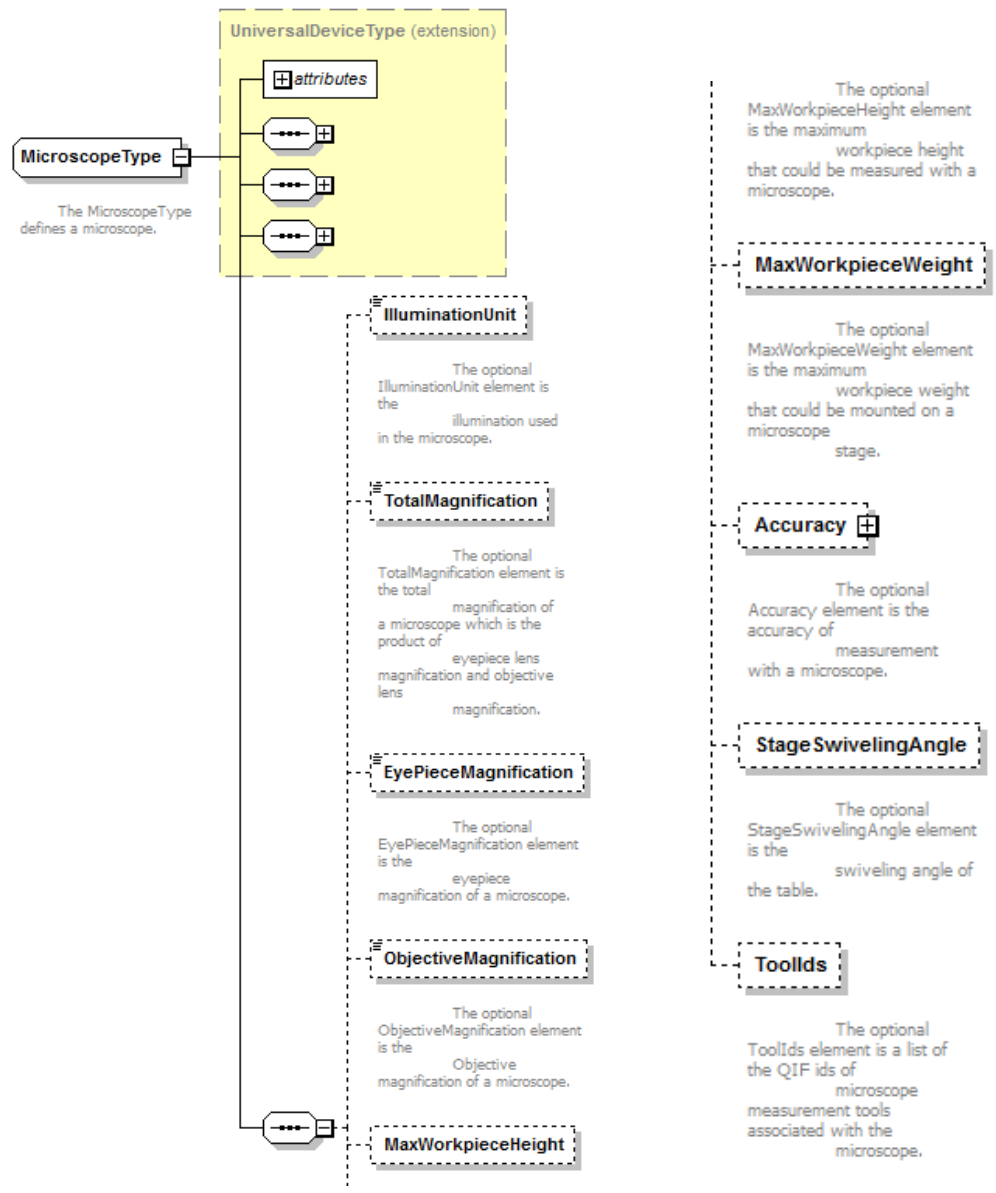 UniversalDeviceType (extension)
attributes
MicroscopeType
The MicroscopeType
defines a microscope.
IlluminationUnit
The optional
IlluminationUnit element is
the
illumination used
in the microscope.
TotalMagnification
The optional
TotalMagnification element is
the total
magnification of
a microscope which is the
product of
eyepiece lens
magnification and objective
lens
magnification.
EyePieceMagnification
The optional
EyePieceMagnification element
is the
eyepiece
magnification of a microscope.
ObjectiveMagnification
The optional
ObjectiveMagnification element
is the
Objective
magnification of a microscope.
MaxWorkpieceHeight
The optional
MaxWorkpieceHeight element
is the maximum
workpiece height
that could be measured with a
microscope.
MaxWorkpieceWeight
The optional
MaxWorkpieceWeight element
is the maximum
workpiece weight
that could be mounted on a
microscope
stage.
Accuracy
The optional
Accuracy element is the
accuracy of
measurement
with a microscope.
StageSwivelingAngle
The optional
StageSwivelingAngle element
is the
swiveling angle of
the table.
ToolIds
The optional
ToolIds element is a list of
the QIF ids of
microscope
measurement tools
associated with the
microscope.